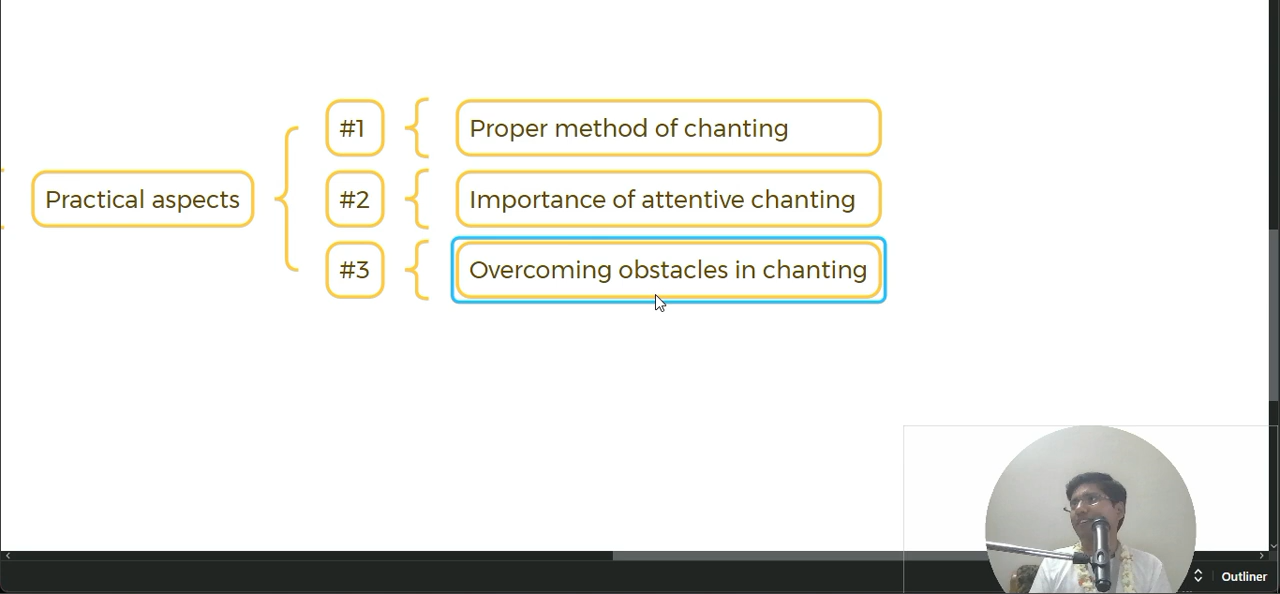 Practical aspects
#1
Proper method of chanting
#2
Importance of attentive chanting
#3
Overcoming obstacles in chanting
Outliner